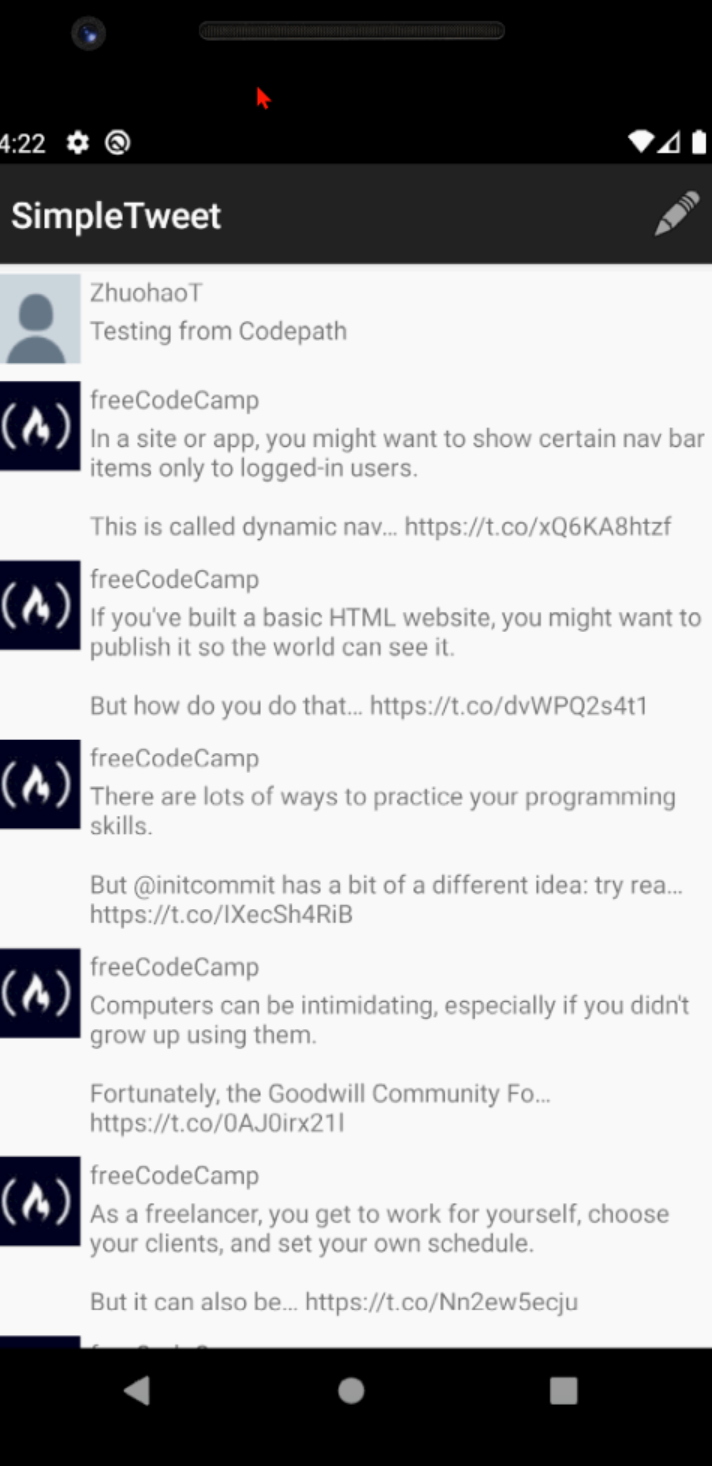 4:22
SimpleTweet
ZhuohaoT
Testing from Codepath
freeCodeCamp
In a site or app, you might want to show certain nav bar
items only to logged-in users.
This is called dynamic nav… https://t.co/xQ6KA8htzf
freeCodeCamp
If you've built a basic HTML website, you might want to
publish it so the world can see it.
But how do you do that… https://t.co/dvWPQ2s4t1
freeCodeCamp
There are lots of ways to practice your programming
skills.
But @initcommit has a bit of a different idea: try rea…
https://t.co/IXecSh4RiB
freeCodeCamp
Computers can be intimidating, especially if you didn't
grow up using them.
Fortunately, the Goodwill Community Fo…
https://t.co/0AJ0irx21l
freeCodeCamp
As a freelancer, you get to work for yourself, choose
your clients, and set your own schedule.
But it can also be… https://t.co/Nn2ew5ecju